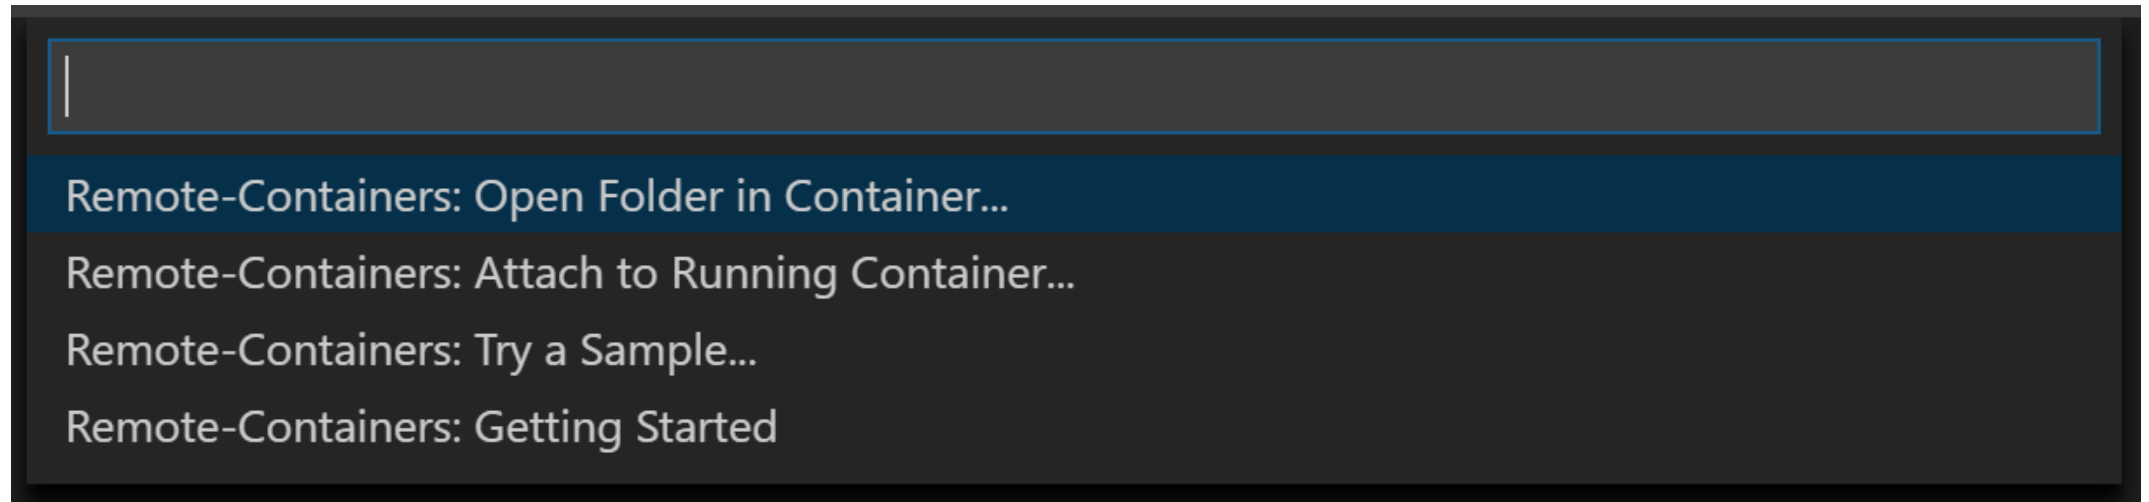 Remote-Containers: Open Folder in Container...
Remote-Containers: Attach to Running Container...
Remote-Containers: Try a Sample...
Remote-Containers: Getting Started